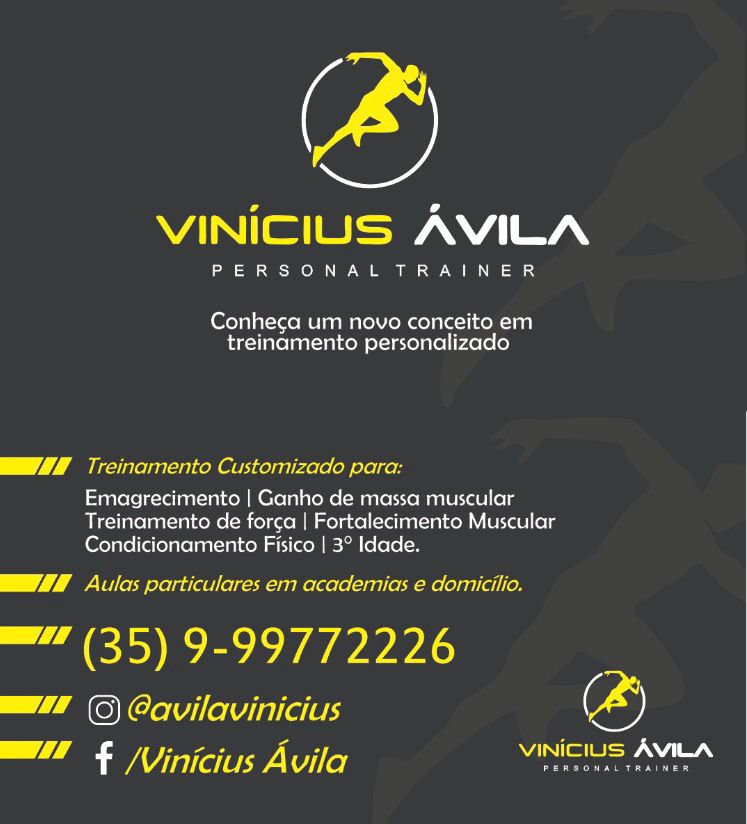 VINÍCIUS ÁVILA
PERSONAL TRAINER
Conheça um novo conceito em
treinamento personalizado
Treinamento Customizado para:
Emagrecimento | Ganho de massa muscular
Treinamento de força | Fortalecimento Muscular
Condicionamento Físico | 3° Idade.
Aulas particulares em academias e domicílio.
(35) 9-99772226
@avilavinicius
/Vinícius Ávila
VINÍCIUS ÁVILA
PERSONAL TRAINER